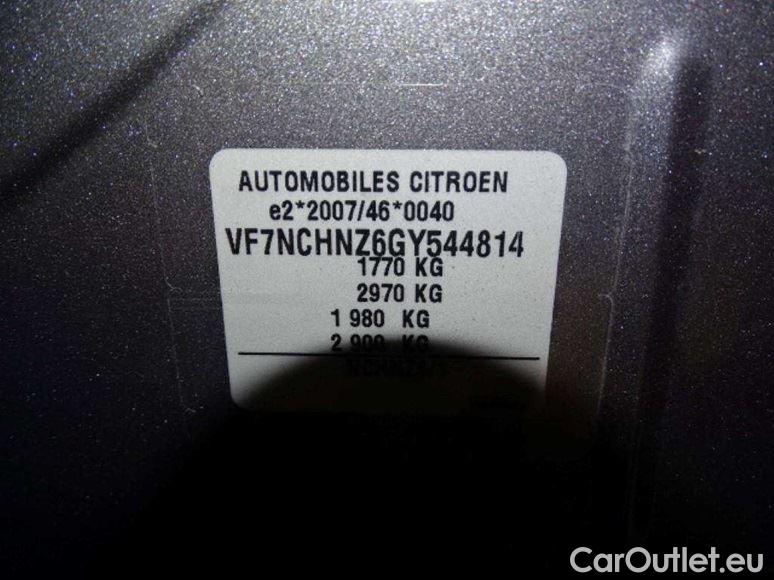 AUTOMOBILES CITROEN
e2*2007/46*0040
VF7NCHNZ6GY544814
1770 KG
2970 KG
1 980 KG
2 900 KG
CarOutlet.eu